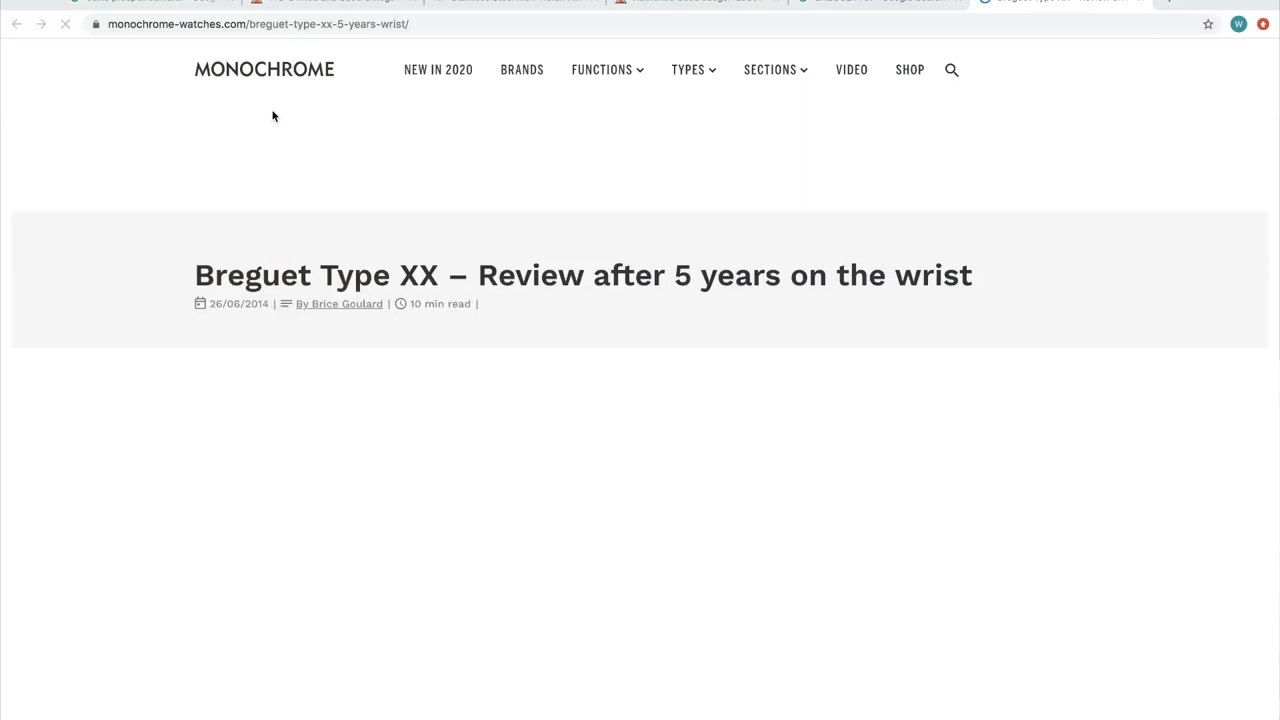 monochrome-watches.com/breguet-type-xx-5-years-wrist/
W
MONOCHROME
NEW IN 2020 BRANDS FUNCTIONS TYPES SECTIONS VIDEO SHOP
Breguet Type XX – Review after 5 years on the wrist
26/06/2014 | By Brice Goulard | 10 min read |